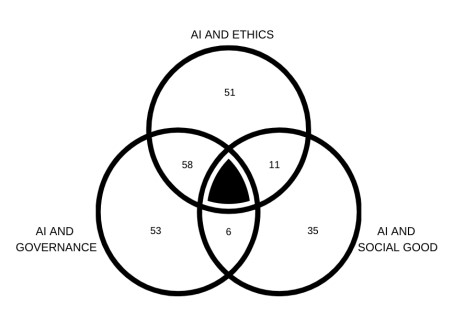 AI AND ETHICS
51
58
11
AI AND
GOVERNANCE
53
6
35
AI AND
SOCIAL GOOD